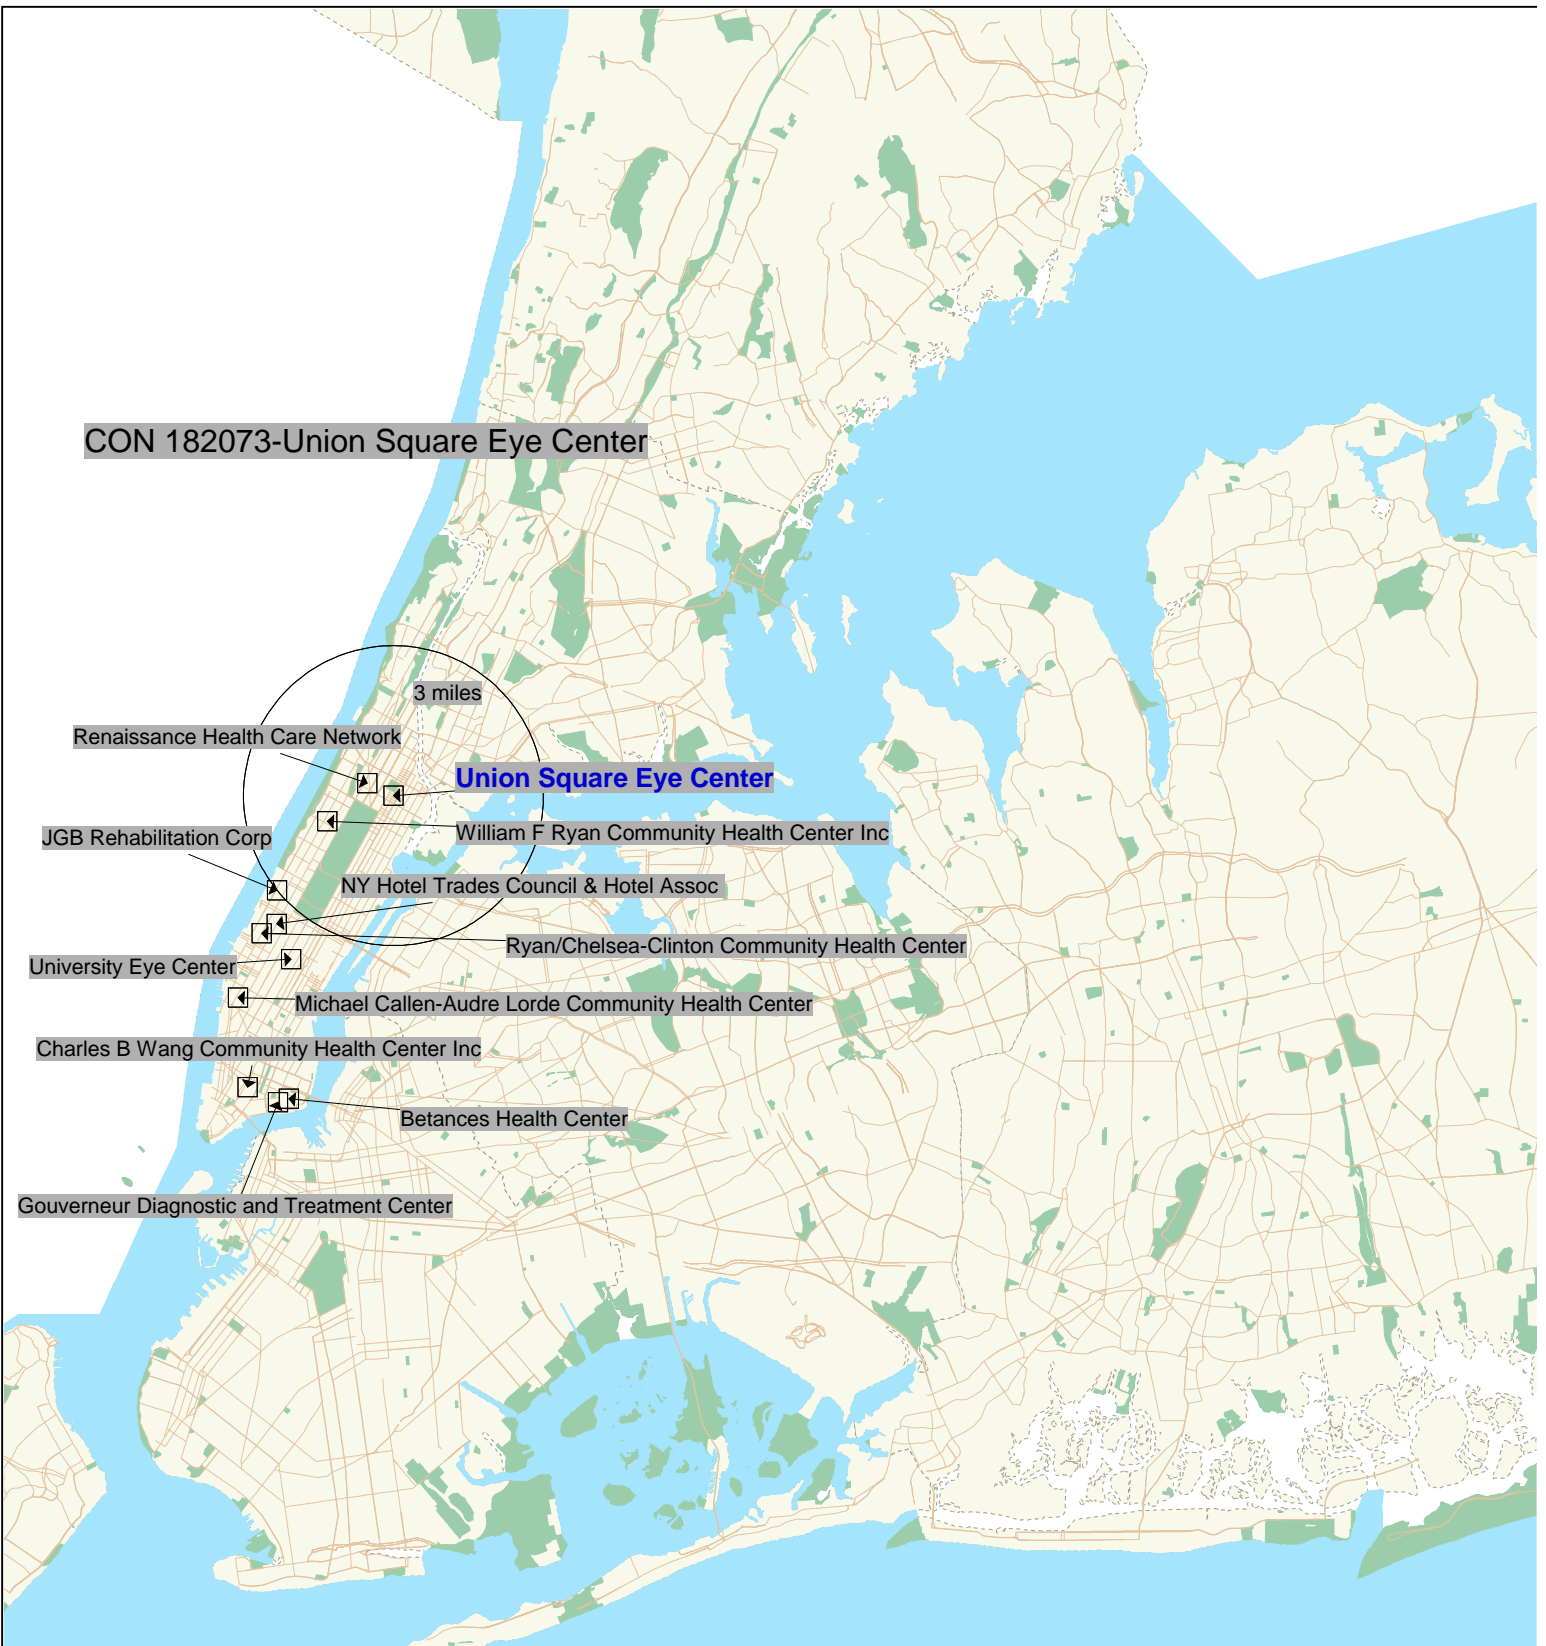 CON 182073-Union Square Eye Center
3 miles
Renaissance Health Care Network
Union Square Eye Center
William F Ryan Community Health Center Inc
JGB Rehabilitation Corp
NY Hotel Trades Council & Hotel Assoc
Ryan/Chelsea-Clinton Community Health Center
University Eye Center
Michael Callen-Audre Lorde Community Health Center
Charles B Wang Community Health Center Inc
Betances Health Center
Gouverneur Diagnostic and Treatment Center